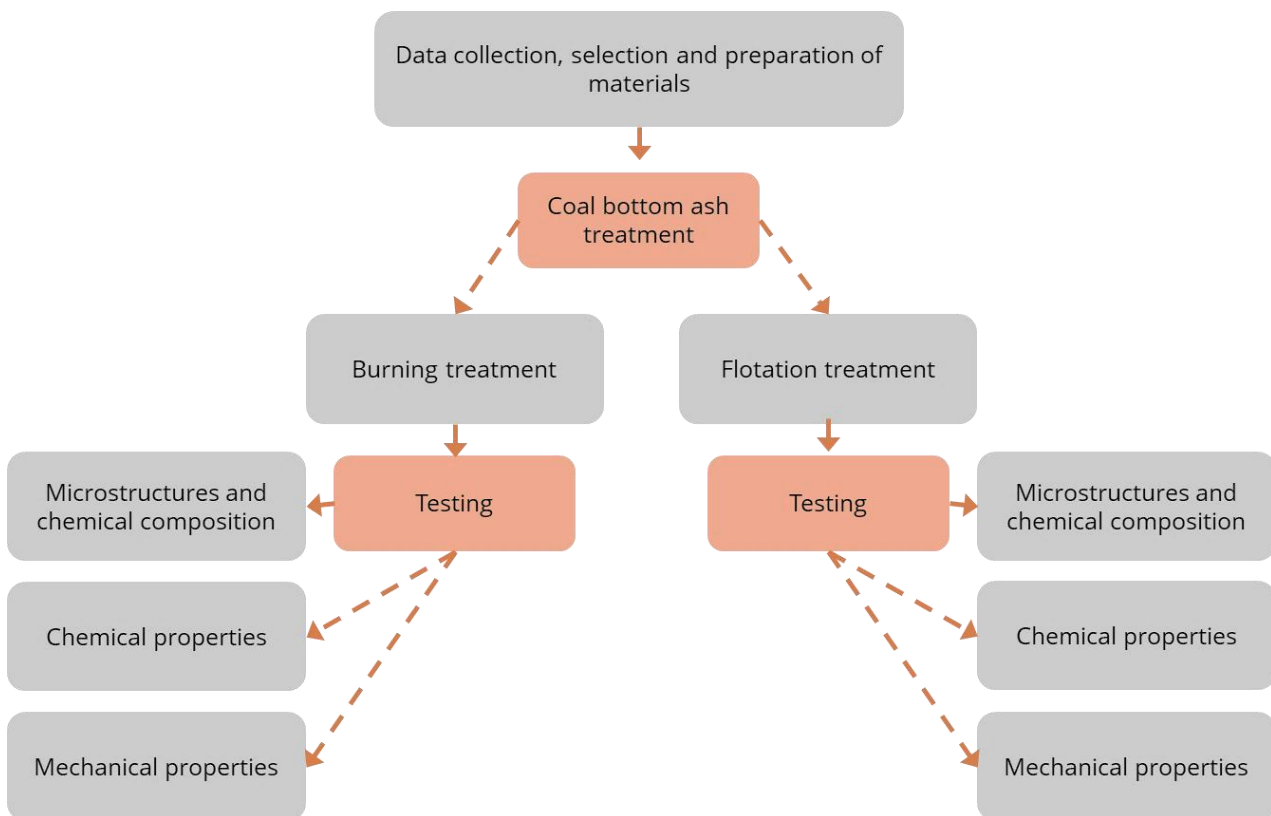 Data collection, selection and preparation of
materials
Coal bottom ash
treatment
Burning treatment
Flotation treatment
Testing
Microstructures and
chemical composition
Chemical properties
Mechanical properties
Testing
Microstructures and
chemical composition
Chemical properties
Mechanical properties